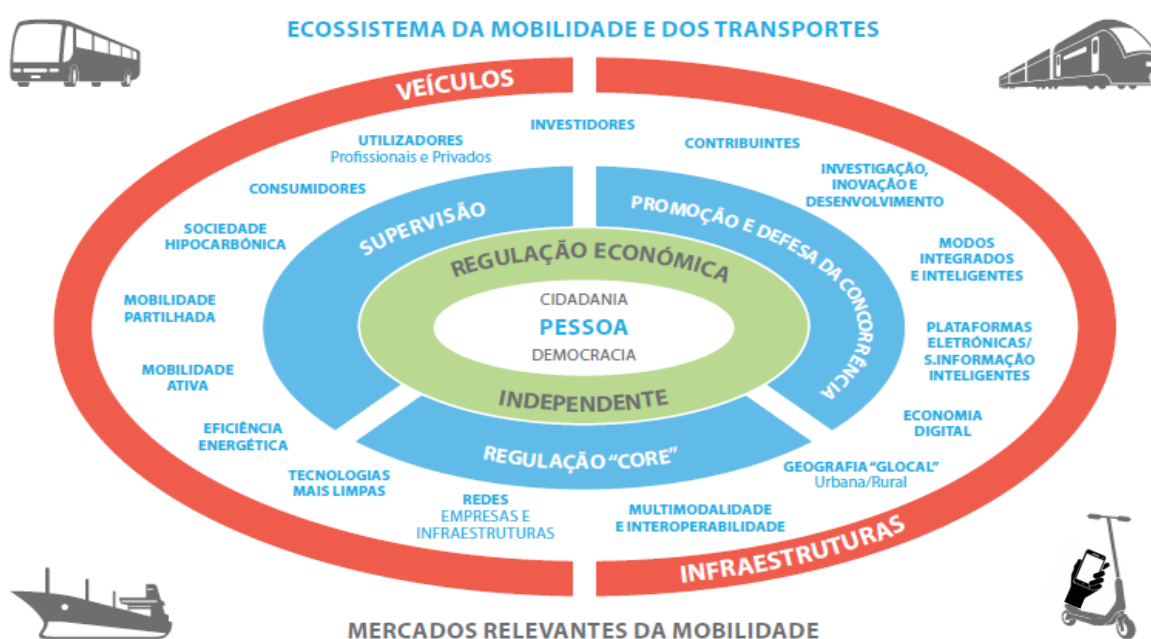 ECOSSISTEMA DA MOBILIDADE E DOS TRANSPORTES
VEÍCULOS
INVESTIDORES
UTILIZADORES
Profissionais e Privados
CONTRIBUINTES
CONSUMIDORES
INVESTIGAÇÃO,
INOVAÇÃO E
DESENVOLVIMENTO
SUPERVISÃO
PROMOÇÃO E DEFESA DA CONCORRÊNCIA
SOCIEDADE
HIPOCARBÓNICA
MODOS
INTEGRADOS
E INTELIGENTES
REGULAÇÃO ECONÓMICA
CIDADANIA
PESSOA
DEMOCRACIA
INDEPENDENTE
MOBILIDADE
PARTILHADA
PLATAFORMAS
ELETRÓNICAS/
S.INFORMAÇÃO
INTELIGENTES
MOBILIDADE
ATIVA
ECONOMIA
DIGITAL
EFICIÊNCIA
ENERGÉTICA
REGULAÇÃO “CORE”
GEOGRAFIA “GLOCAL”
Urbana/Rural
TECNOLOGIAS
MAIS LIMPAS
REDES
EMPRESAS E
INFRAESTRUTURAS
MULTIMODALIDADE
E INTEROPERABILIDADE
INFRAESTRUTURAS
MERCADOS RELEVANTES DA MOBILIDADE